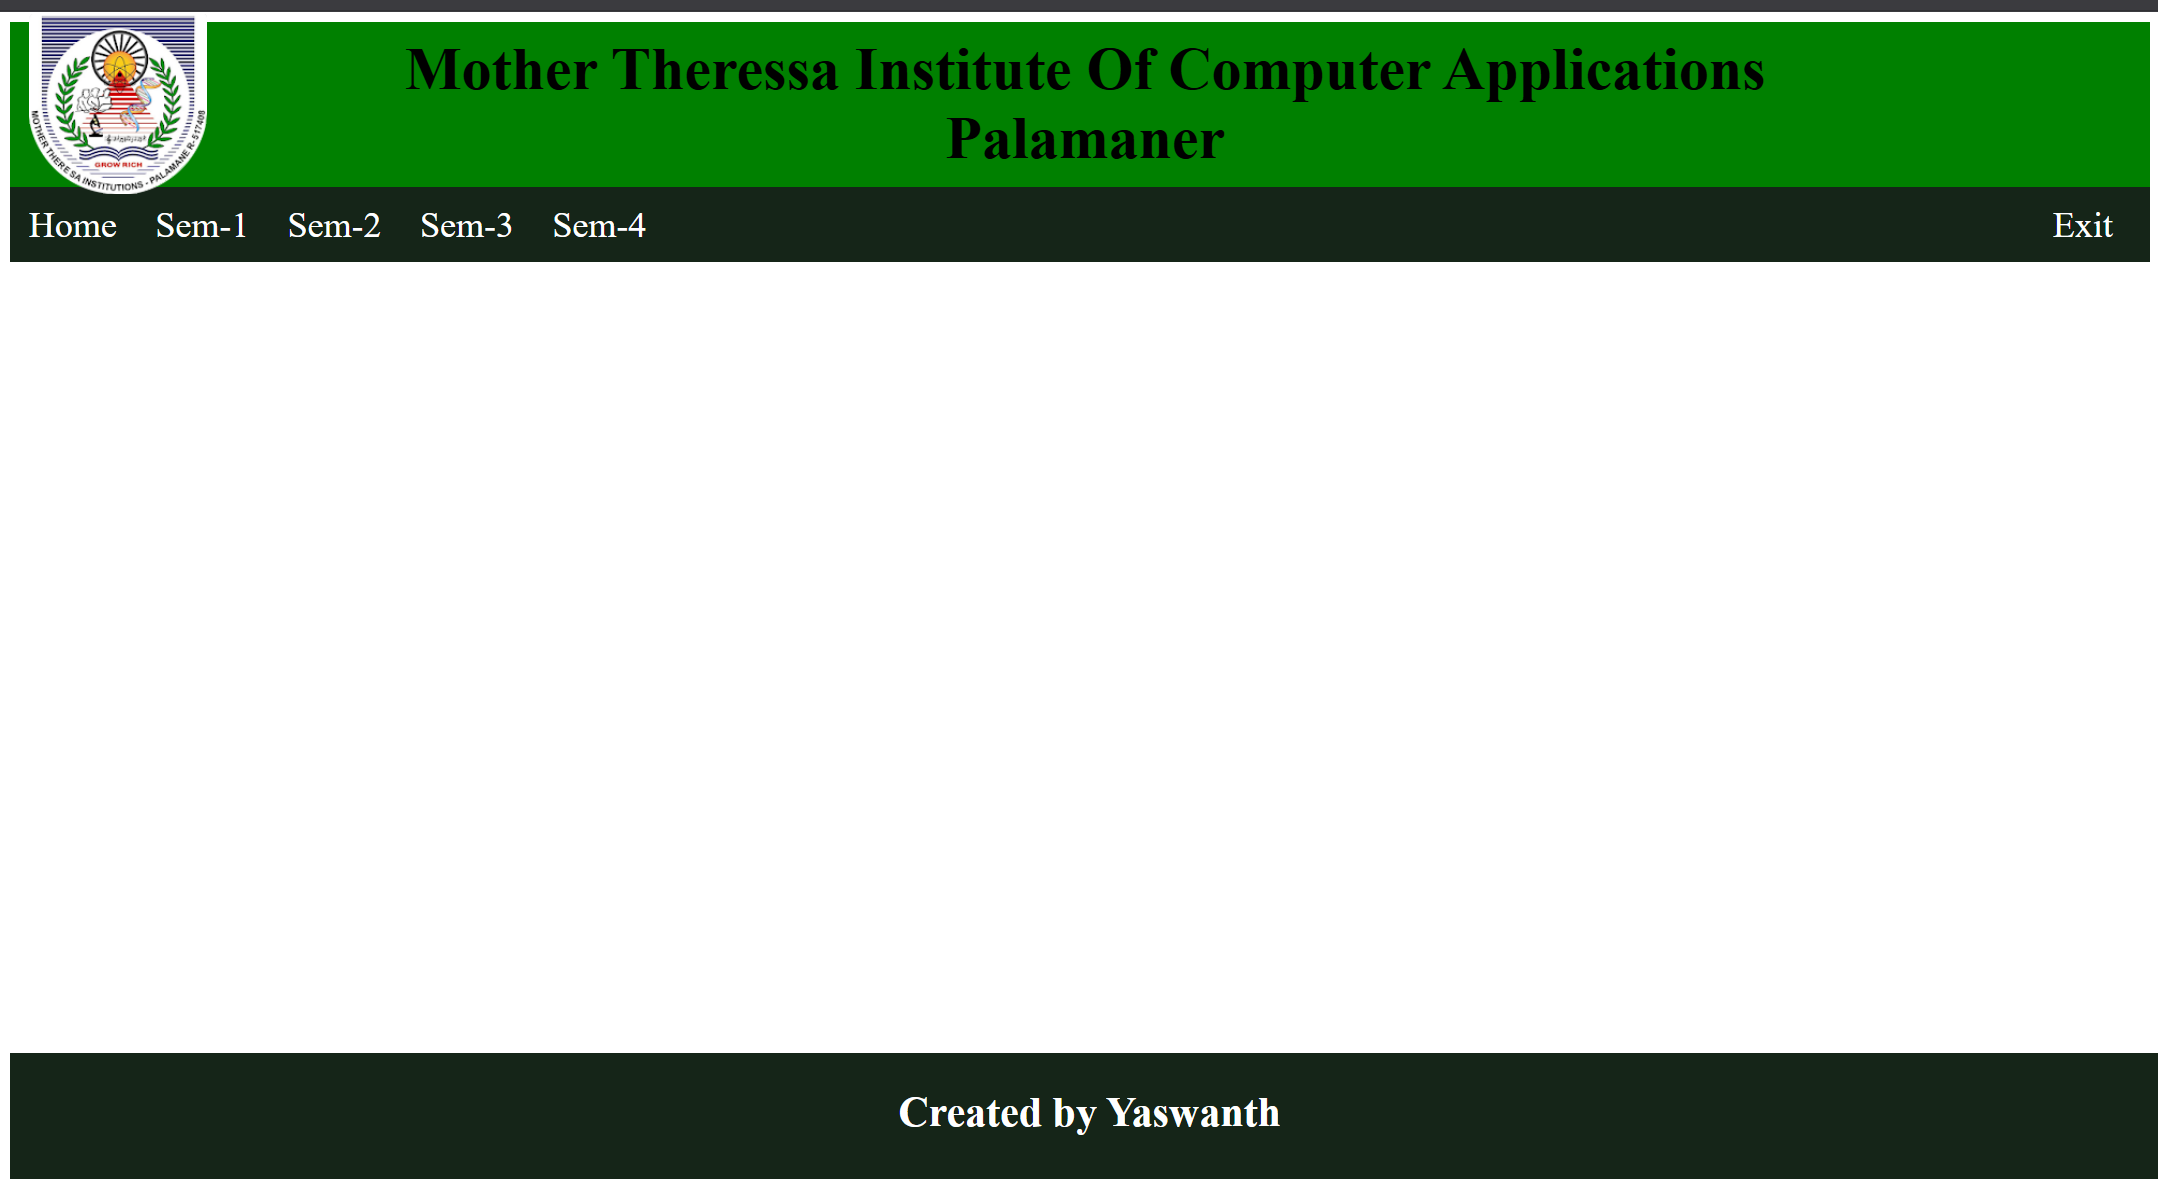 Mother Theressa Institute Of Computer Applications
Palamaner
MOTHER THERESA INSTITUTIONS - PALAMANER-517408
GROW RICH
Home Sem-1 Sem-2 Sem-3 Sem-4 Exit
Created by Yaswanth